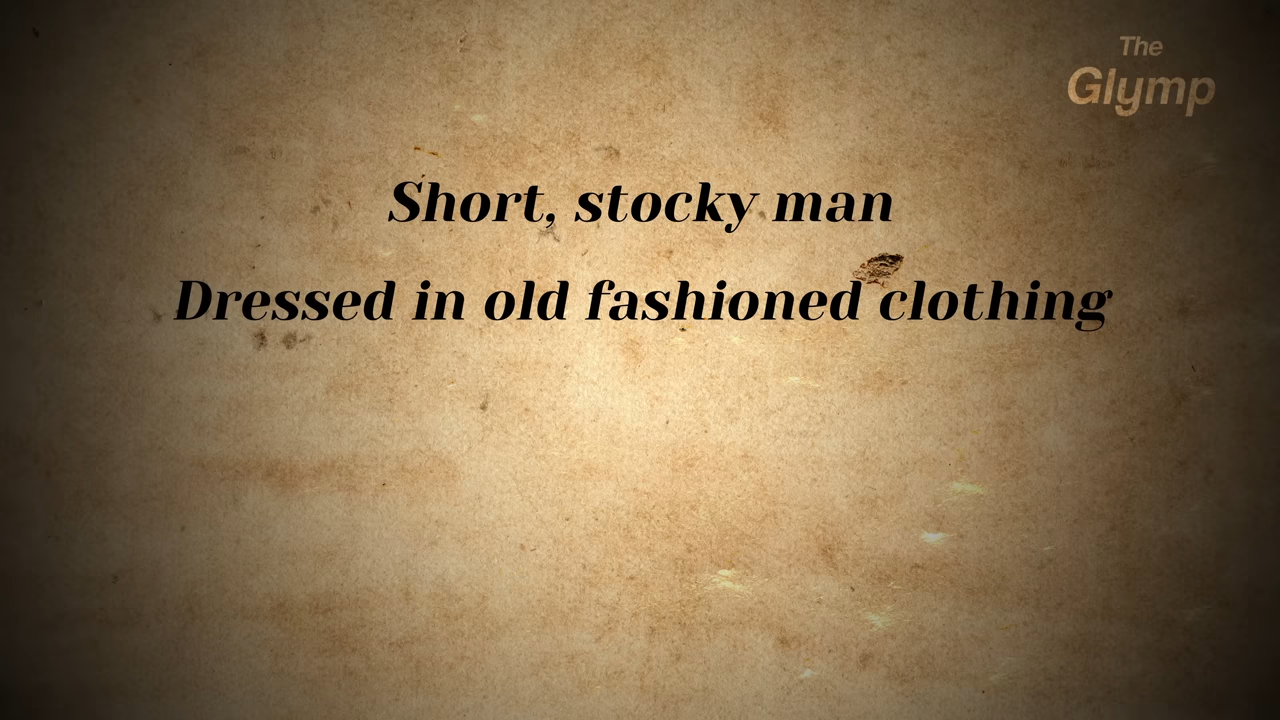 The
Glymp
Short, stocky man
Dressed in old fashioned clothing